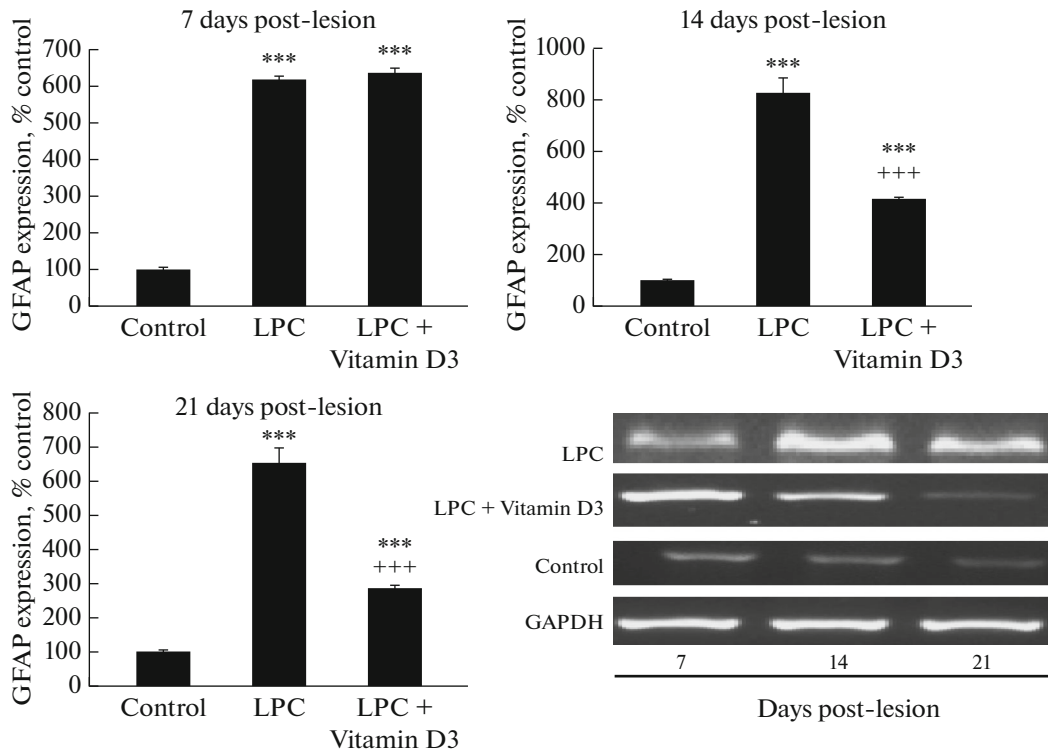 7 days post-lesion
GFAP expression, % control
700
600
500
400
300
200
100
0
***
***
Control
LPC
LPC +
Vitamin D3
14 days post-lesion
GFAP expression, % control
1000
800
600
400
200
0
***
***
+++
Control
LPC
LPC +
Vitamin D3
21 days post-lesion
GFAP expression, % control
800
700
600
500
400
300
200
100
0
***
***
+++
Control
LPC
LPC +
Vitamin D3
LPC
LPC + Vitamin D3
Control
GAPDH
7 14 21
Days post-lesion